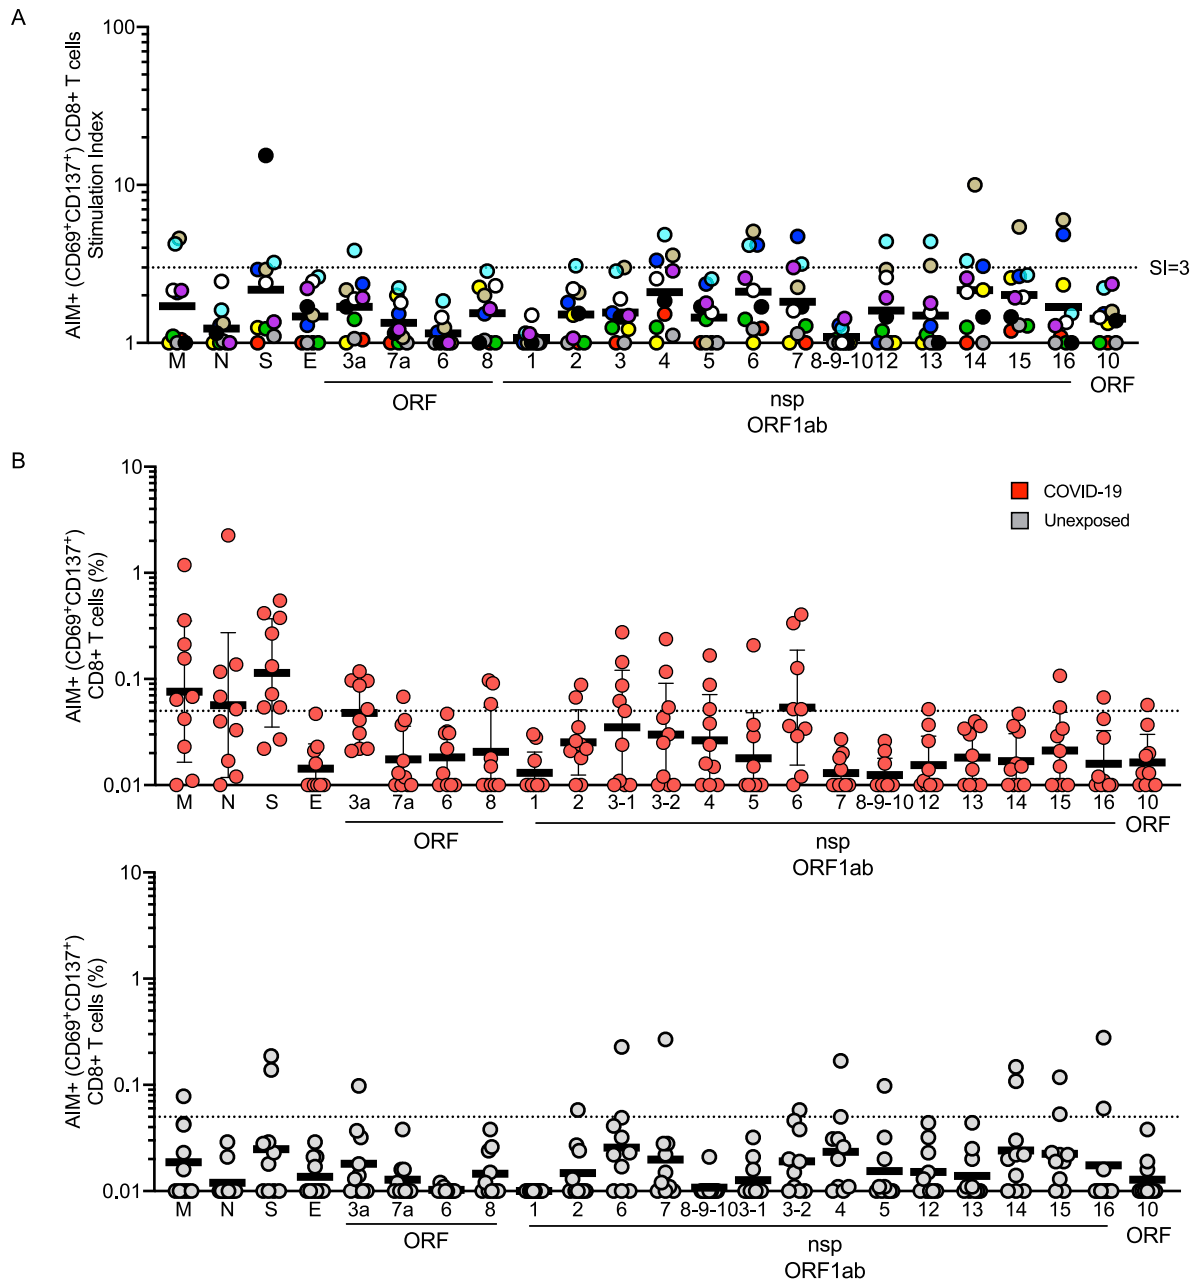 A
AIM+ (CD69⁺CD137⁺) CD8+ T cells
Stimulation Index
100
10
1
SI=3
M N S E 3a 7a 6 8 1 2 3 4 5 6 7 8-9-10 12 13 14 15 16 10
ORF nsp ORF
ORF1ab
B
AIM+ (CD69⁺CD137⁺)
CD8+ T cells (%)
10
1
0.1
0.01
COVID-19
Unexposed
M N S E 3a 7a 6 8 1 2 3-1 3-2 4 5 6 7 8-9-10 12 13 14 15 16 10
ORF nsp ORF
ORF1ab
AIM+ (CD69⁺CD137⁺)
CD8+ T cells (%)
10
1
0.1
0.01
M N S E 3a 7a 6 8 1 2 6 7 8-9-10 3-1 3-2 4 5 12 13 14 15 16 10
ORF nsp ORF
ORF1ab